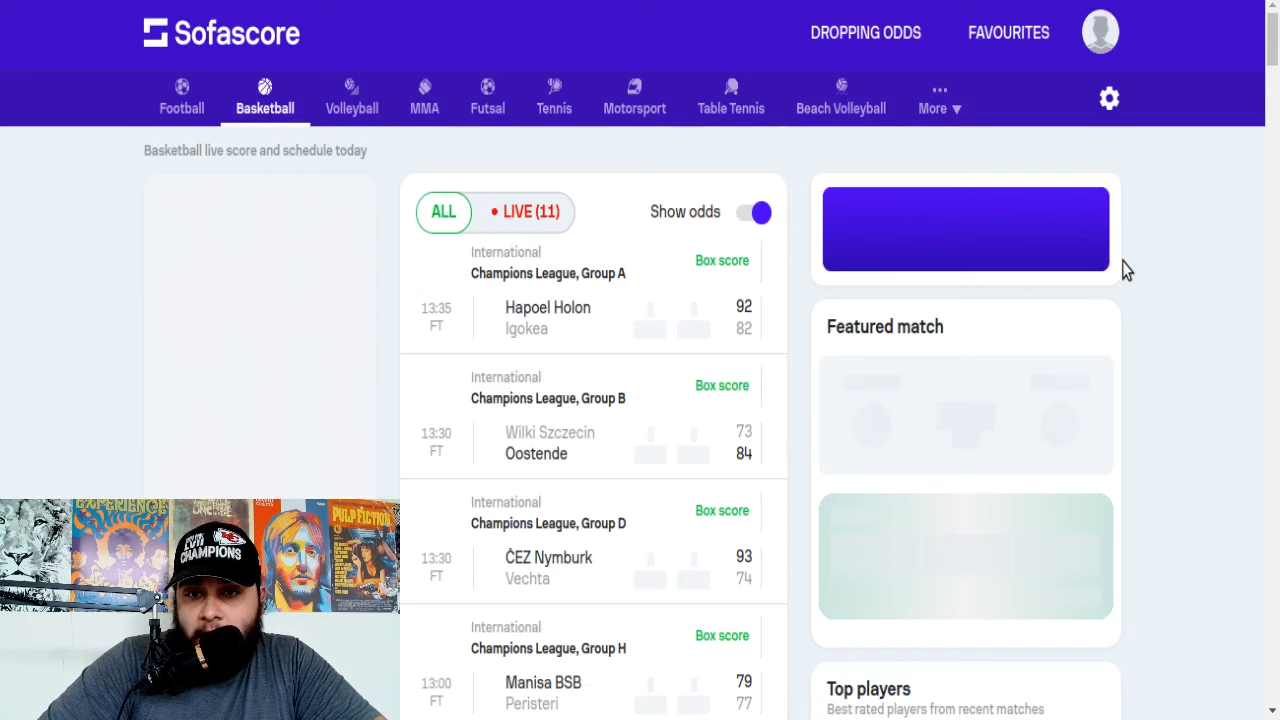 Sofascore
DROPPING ODDS
FAVOURITES
Football
Basketball
Volleyball
MMA
Futsal
Tennis
Motorsport
Table Tennis
Beach Volleyball
More ▼
Basketball live score and schedule today
ALL
• LIVE (11)
Show odds
International
Champions League, Group A
Box score
13:35
FT
Hapoel Holon
Igokea
92
82
International
Champions League, Group B
Box score
13:30
FT
Wilki Szczecin
Oostende
73
84
International
Champions League, Group D
Box score
13:30
FT
ČEZ Nymburk
Vechta
93
74
International
Champions League, Group H
Box score
13:00
FT
Manisa BSB
Peristeri
79
77
Featured match
Top players
Best rated players from recent matches
EXPERIENCE
PULP FICTION
LVII
CHAMPIONS